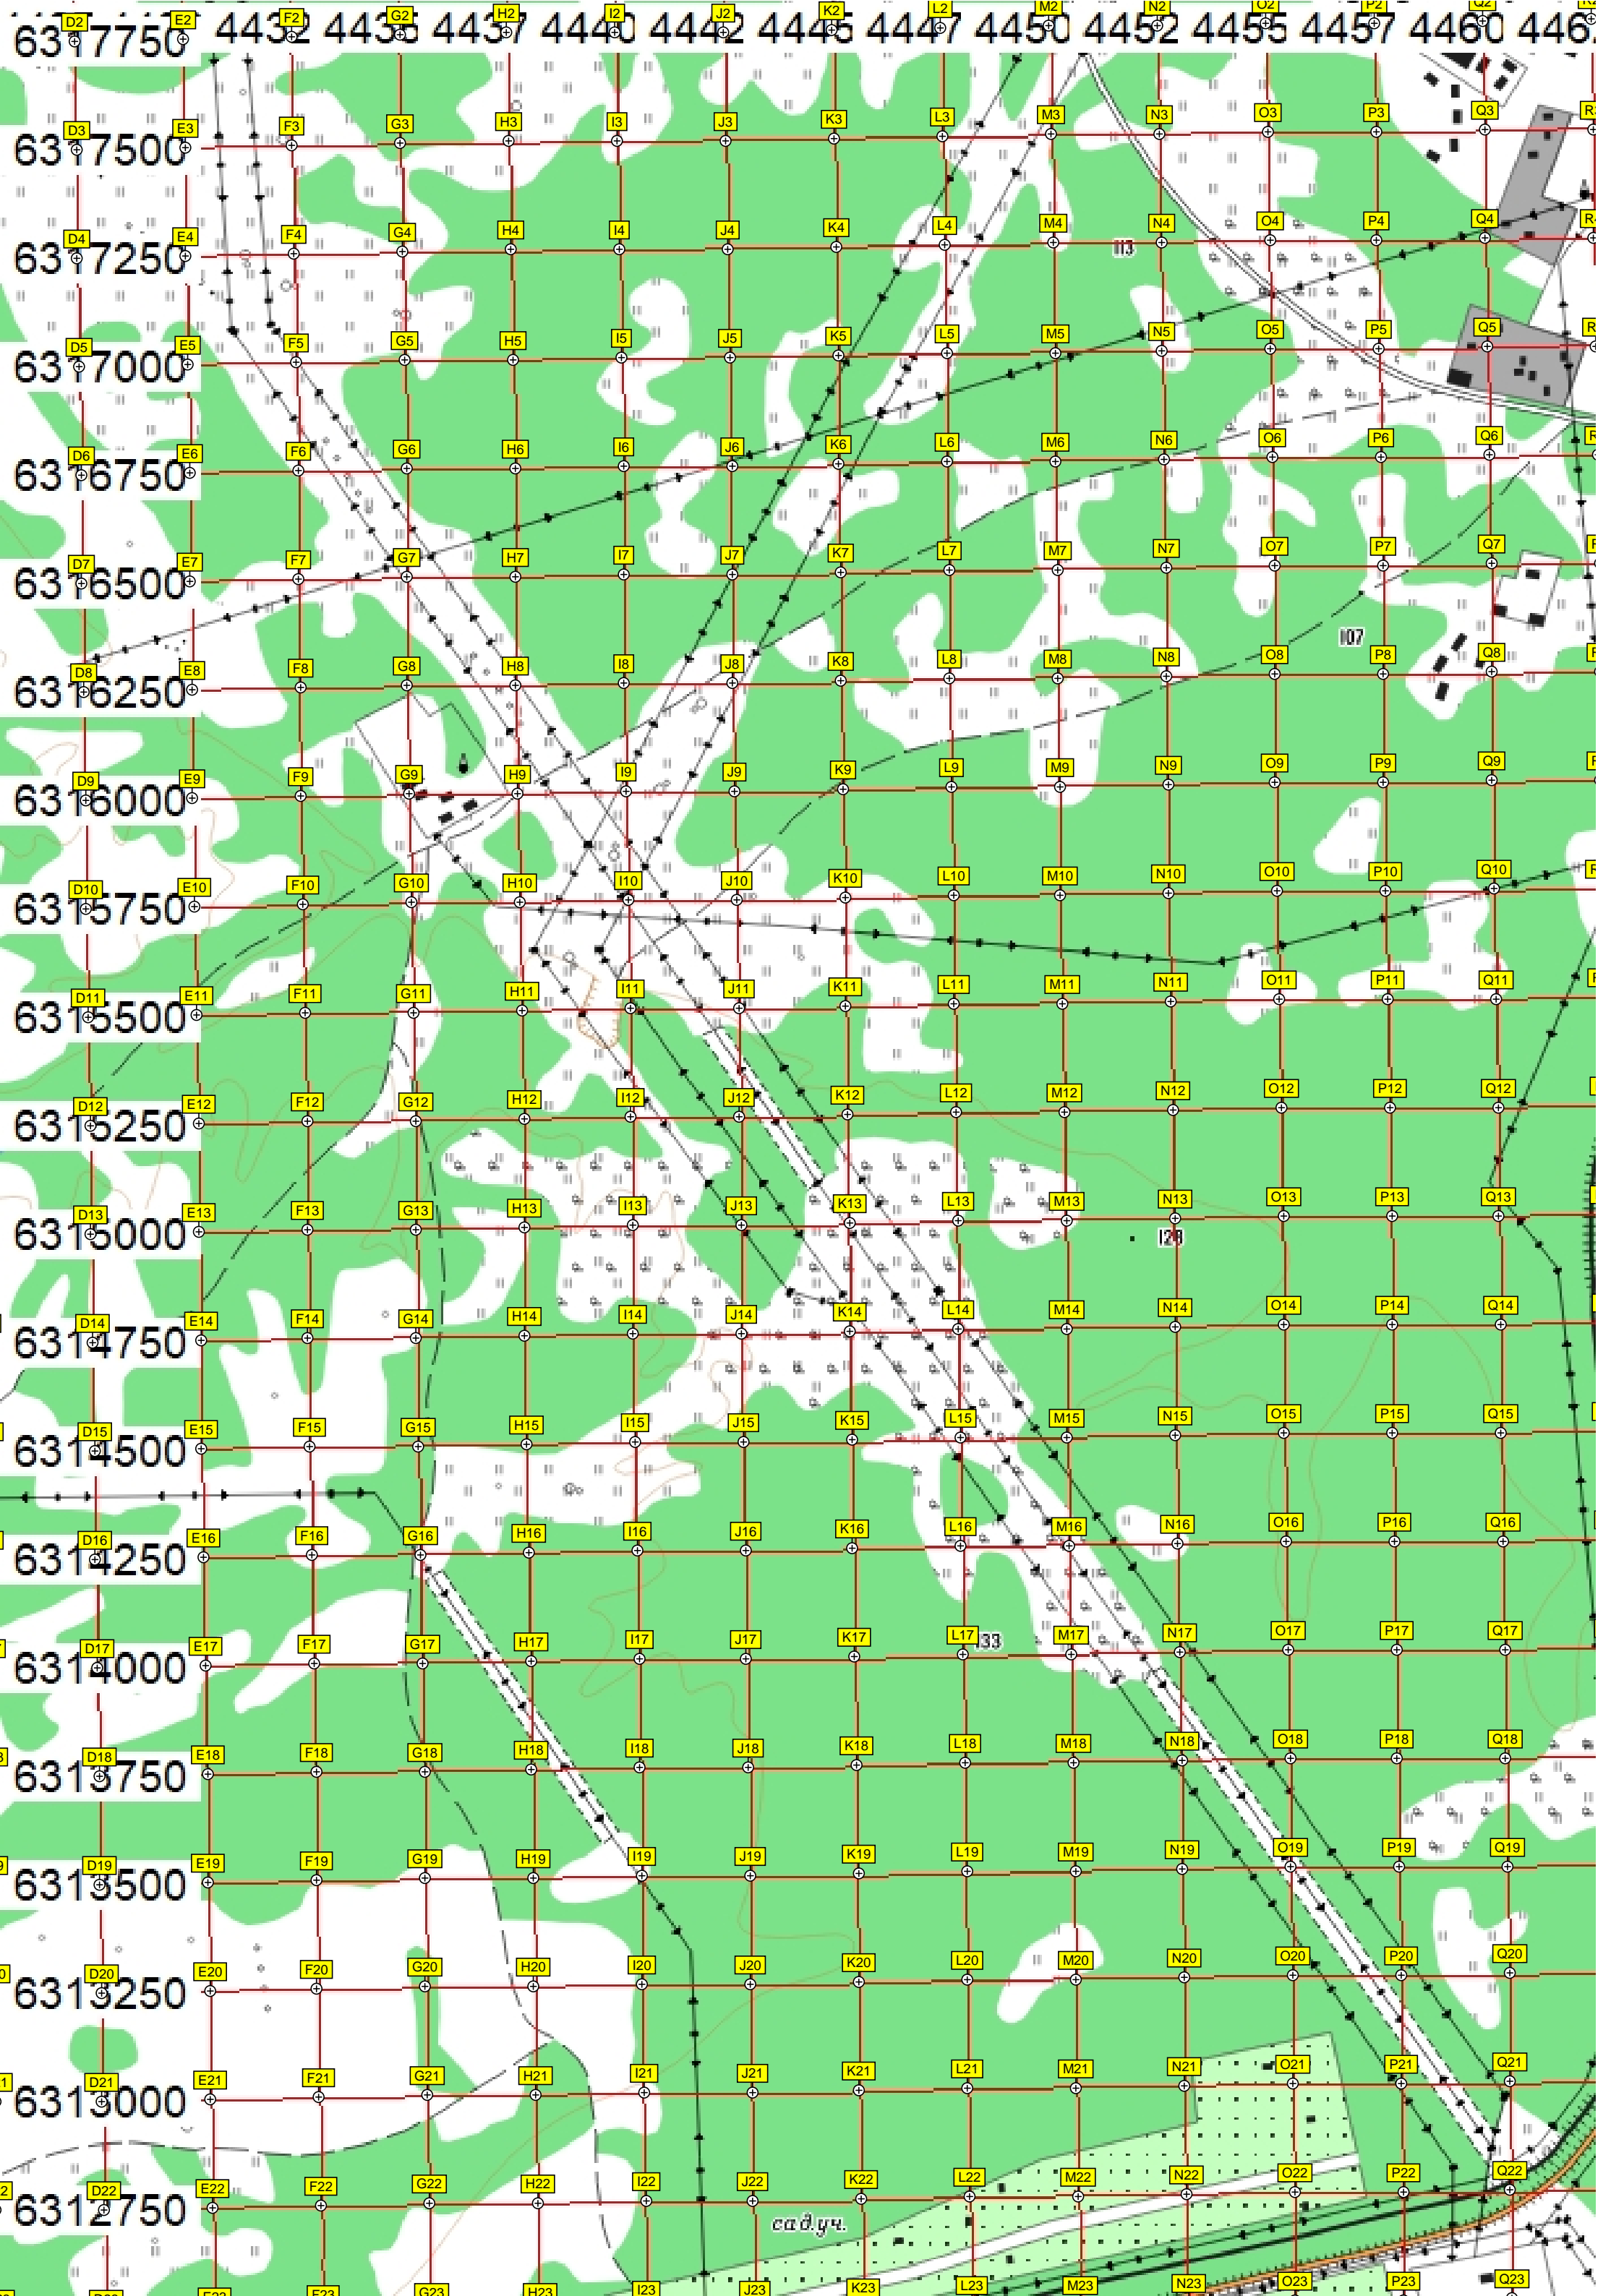 D2 E2 F2 G2 H2 I2 J2 K2 L2 M2 N2 O2 P2 Q2
6317750 4432 4435 4437 4440 4442 4445 4447 4450 4452 4455 4457 4460 446
D3 E3 F3 G3 H3 I3 J3 K3 L3 M3 N3 O3 P3 Q3
6317500
D4 E4 F4 G4 H4 I4 J4 K4 L4 M4 N4 O4 P4 Q4
113
6317250
D5 E5 F5 G5 H5 I5 J5 K5 L5 M5 N5 O5 P5 Q5
6317000
D6 E6 F6 G6 H6 I6 J6 K6 L6 M6 N6 O6 P6 Q6
6316750
D7 E7 F7 G7 H7 I7 J7 K7 L7 M7 N7 O7 P7 Q7
6316500
107
D8 E8 F8 G8 H8 I8 J8 K8 L8 M8 N8 O8 P8 Q8
6316250
D9 E9 F9 G9 H9 I9 J9 K9 L9 M9 N9 O9 P9 Q9
6316000
D10 E10 F10 G10 H10 I10 J10 K10 L10 M10 N10 O10 P10 Q10
6315750
D11 E11 F11 G11 H11 I11 J11 K11 L11 M11 N11 O11 P11 Q11
6315500
D12 E12 F12 G12 H12 I12 J12 K12 L12 M12 N12 O12 P12 Q12
6315250
D13 E13 F13 G13 H13 I13 J13 K13 L13 M13 N13 O13 P13 Q13
6315000
D14 E14 F14 G14 H14 I14 J14 K14 L14 M14 N14 O14 P14 Q14
6314750
D15 E15 F15 G15 H15 I15 J15 K15 L15 M15 N15 O15 P15 Q15
6314500
D16 E16 F16 G16 H16 I16 J16 K16 L16 M16 N16 O16 P16 Q16
6314250
D17 E17 F17 G17 H17 I17 J17 K17 L17 M17 N17 O17 P17 Q17
133
6314000
D18 E18 F18 G18 H18 I18 J18 K18 L18 M18 N18 O18 P18 Q18
6313750
D19 E19 F19 G19 H19 I19 J19 K19 L19 M19 N19 O19 P19 Q19
6313500
D20 E20 F20 G20 H20 I20 J20 K20 L20 M20 N20 O20 P20 Q20
6313250
D21 E21 F21 G21 H21 I21 J21 K21 L21 M21 N21 O21 P21 Q21
6313000
D22 E22 F22 G22 H22 I22 J22 K22 L22 M22 N22 O22 P22 Q22
6312750
сад.уч.
F23 G23 H23 I23 J23 K23 L23 M23 N23 O23 P23 Q23